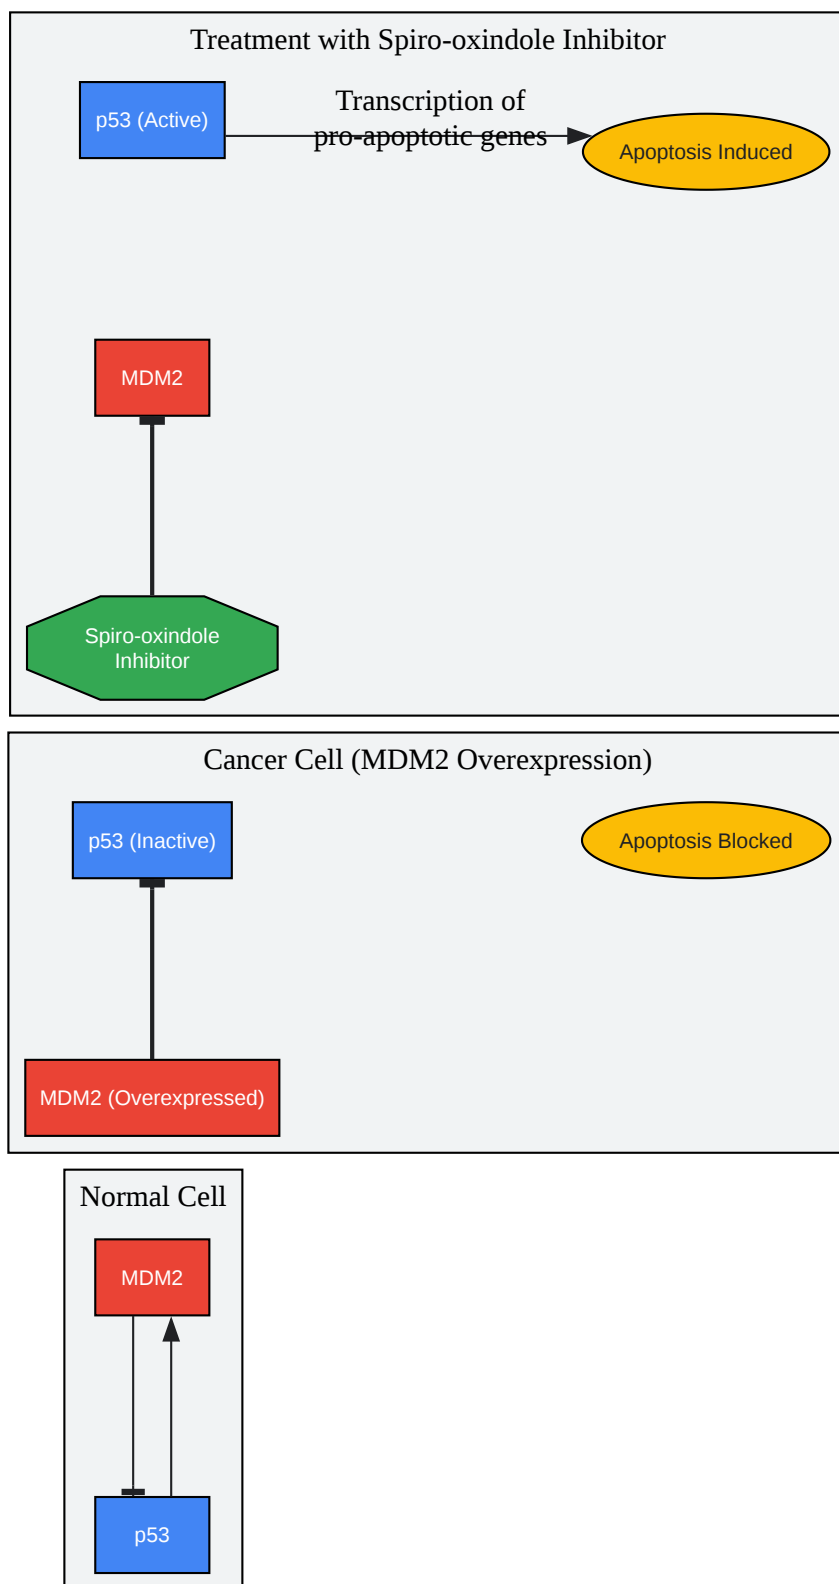 Treatment with Spiro-oxindole Inhibitor
p53 (Active)
Transcription of
pro-apoptotic genes
Apoptosis Induced
MDM2
Spiro-oxindole
Inhibitor
Cancer Cell (MDM2 Overexpression)
p53 (Inactive)
Apoptosis Blocked
MDM2 (Overexpressed)
Normal Cell
MDM2
p53